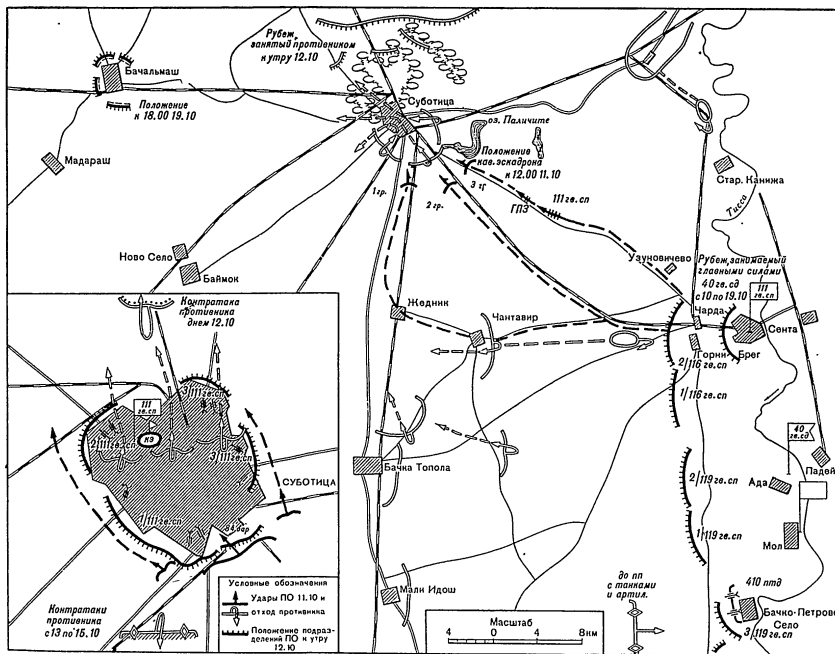 Рубеж,
занятый противником
к утру 12.10
Бачальмаш
Положение
к 18.00 19.10
Мадараш
Суботица
оз. Паличите
Положение
кав. эскадрона
к 12.00 11.10
1 гр.
2 гр.
3 г
ГПЭ
111 гв.сп
Стар. Канижа
Тисса
Ново Село
Баймок
Узуновичево
Рубеж, занимаемый
главными силами
40 гв. сд
с 10 по 19.10
111
гв.сп
Чарда
Сента
Горни
Брег
Жедник
Чантавир
2/116 гв.сп
1/116 гв.сп
Бачка Топола
40
гв.сд
Падей
Ада
2/119 гв.сп
1/119 гв.сп
Мол
Мали Идош
410 птд
Бачко-Петрово
Село
3/119 гв.сп
до пп
с танками
и артил.
Масштаб
4 0 4 8 км
Контратака
противника
днем 12.10
111
гв.сп
3/111 гв.сп
2/111 гв.сп
КЭ
3/111 гв.сп
СУБОТИЦА
1/111 гв.сп
Контратаки
противника
с 13 по 15.10
Условные обозначения
Удары ПО 11.10 и
отход противника
Положение подраз-
делений ПО к утру
12.10